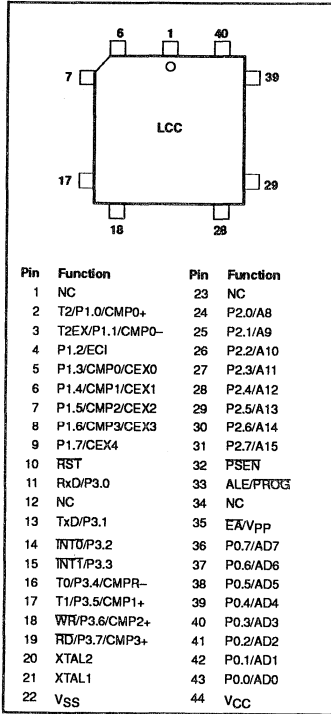 6 1 40
7 39
LCC
17 29
18 28
Pin Function Pin Function
1 NC 23 NC
2 T2/P1.0/CMP0+ 24 P2.0/A8
3 T2EX/P1.1/CMP0– 25 P2.1/A9
4 P1.2/ECI 26 P2.2/A10
5 P1.3/CMP0/CEX0 27 P2.3/A11
6 P1.4/CMP1/CEX1 28 P2.4/A12
7 P1.5/CMP2/CEX2 29 P2.5/A13
8 P1.6/CMP3/CEX3 30 P2.6/A14
9 P1.7/CEX4 31 P2.7/A15
10 R̅S̅T̅ 32 P̅S̅E̅N̅
11 RxD/P3.0 33 ALE/P̅R̅O̅G̅
12 NC 34 NC
13 TxD/P3.1 35 E̅A̅/VPP
14 I̅N̅T̅0̅/P3.2 36 P0.7/AD7
15 I̅N̅T̅1̅/P3.3 37 P0.6/AD6
16 T0/P3.4/CMPR– 38 P0.5/AD5
17 T1/P3.5/CMP1+ 39 P0.4/AD4
18 W̅R̅/P3.6/CMP2+ 40 P0.3/AD3
19 R̅D̅/P3.7/CMP3+ 41 P0.2/AD2
20 XTAL2 42 P0.1/AD1
21 XTAL1 43 P0.0/AD0
22 VSS 44 VCC